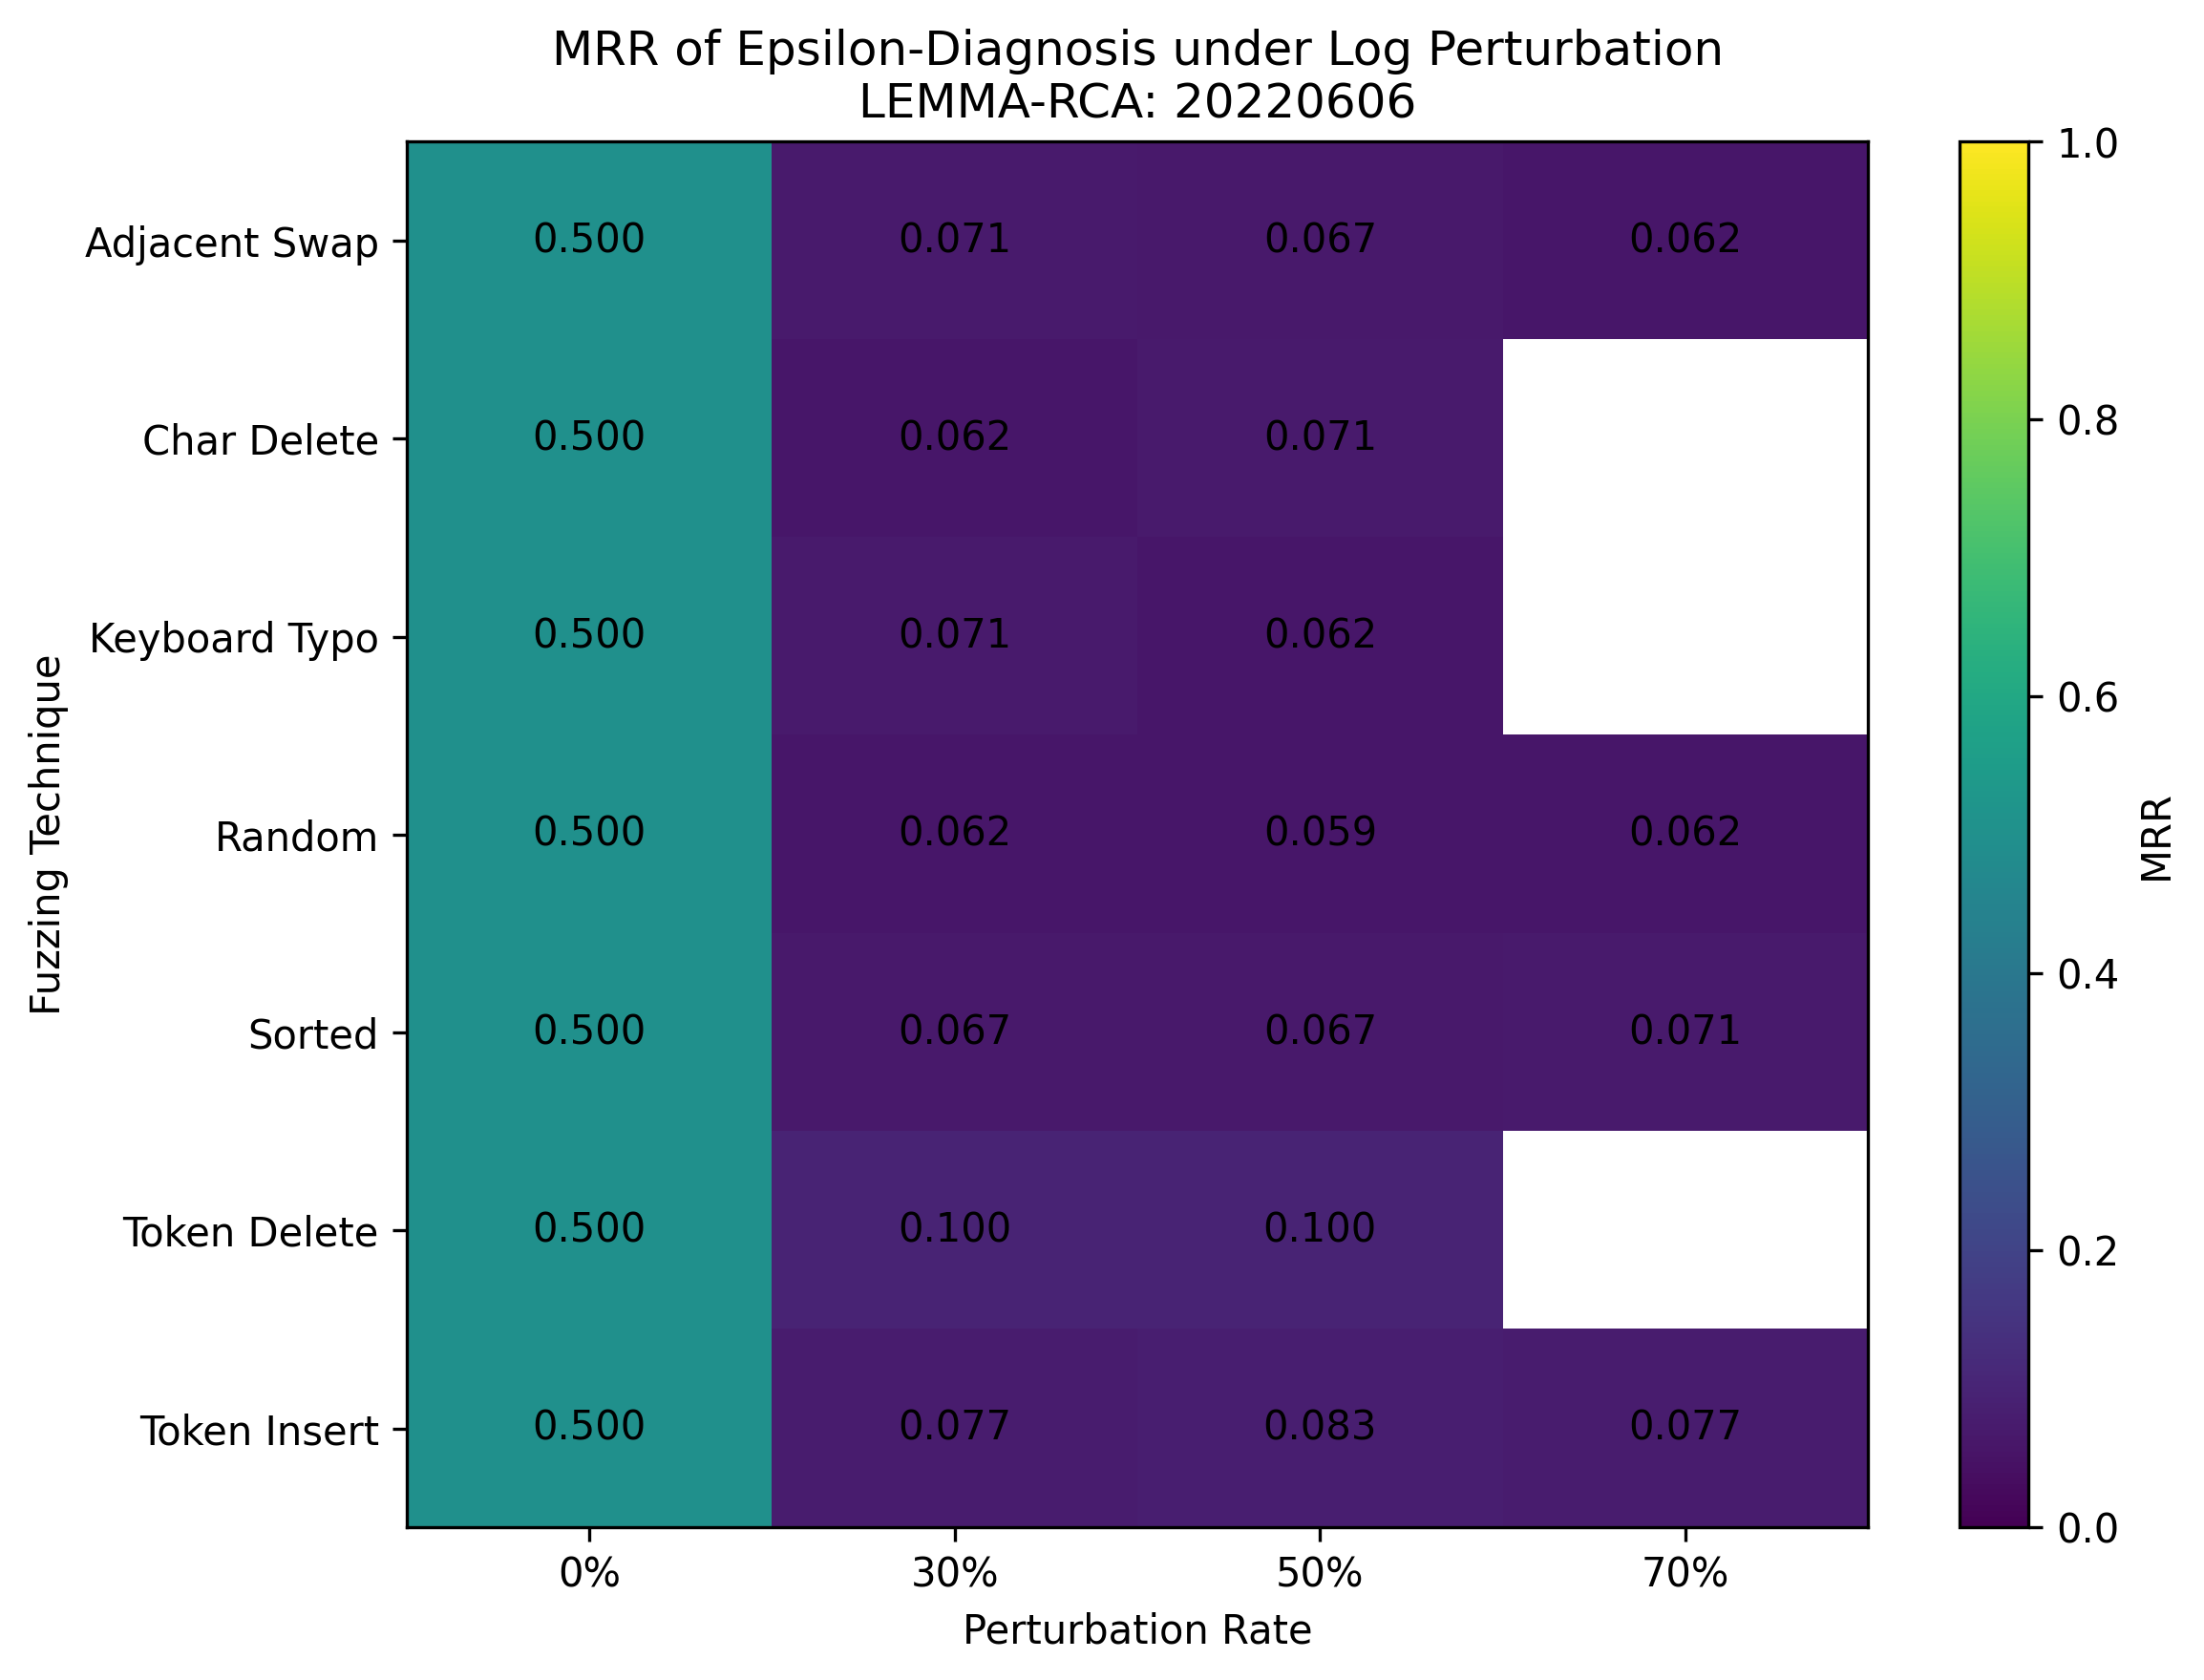 MRR of Epsilon-Diagnosis under Log Perturbation
LEMMA-RCA: 20220606
Fuzzing Technique
Adjacent Swap 0.500 0.071 0.067 0.062
Char Delete 0.500 0.062 0.071
Keyboard Typo 0.500 0.071 0.062
Random 0.500 0.062 0.059 0.062
Sorted 0.500 0.067 0.067 0.071
Token Delete 0.500 0.100 0.100
Token Insert 0.500 0.077 0.083 0.077
0% 30% 50% 70%
Perturbation Rate
1.0
0.8
0.6
0.4
0.2
0.0
MRR